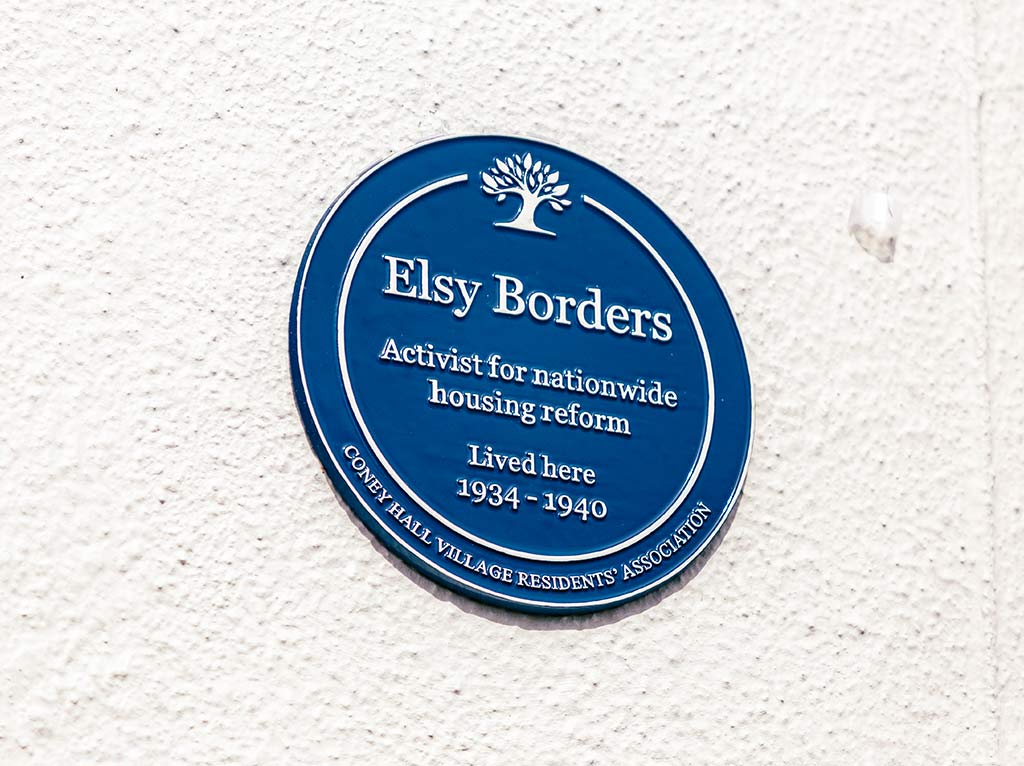 Elsy Borders
Activist for nationwide
housing reform
Lived here
1934 - 1940
CONEY HALL VILLAGE RESIDENTS' ASSOCIATION